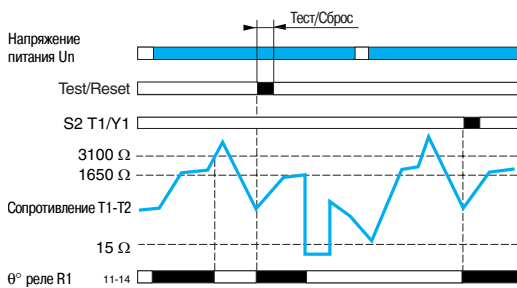 Тест/Сброс
Напряжение
питания Un
Test/Reset
S2 T1/Y1
3100 Ω
1650 Ω
Сопротивление T1-T2
15 Ω
θ° реле R1 11-14